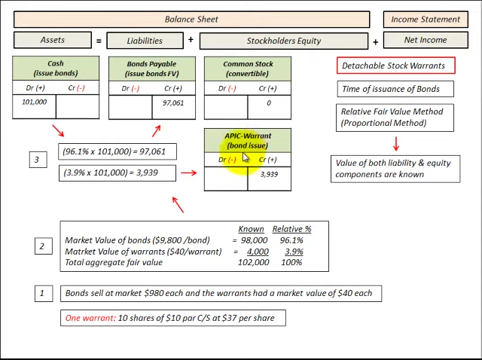 Balance Sheet
Income Statement
Assets
=
Liabilities
+
Stockholders Equity
+
Net Income
Cash
(issue bonds)
Dr (+) Cr (-)
101,000
Bonds Payable
(issue bonds FV)
Dr (-) Cr (+)
97,061
Common Stock
(convertible)
Dr (-) Cr (+)
0
Detachable Stock Warrants
Time of issuance of Bonds
Relative Fair Value Method
(Proportional Method)
Value of both liability & equity
components are known
APIC-Warrant
(bond issue)
Dr (-) Cr (+)
3,939
3
(96.1% x 101,000) = 97,061
(3.9% x 101,000) = 3,939
2
Known Relative %
Market Value of bonds ($9,800 /bond) = 98,000 96.1%
Matrket Value of warrants ($40/warrant) = 4,000 3.9%
Total aggregate fair value 102,000 100%
1
Bonds sell at market $980 each and the warrants had a market value of $40 each
One warrant: 10 shares of $10 par C/S at $37 per share